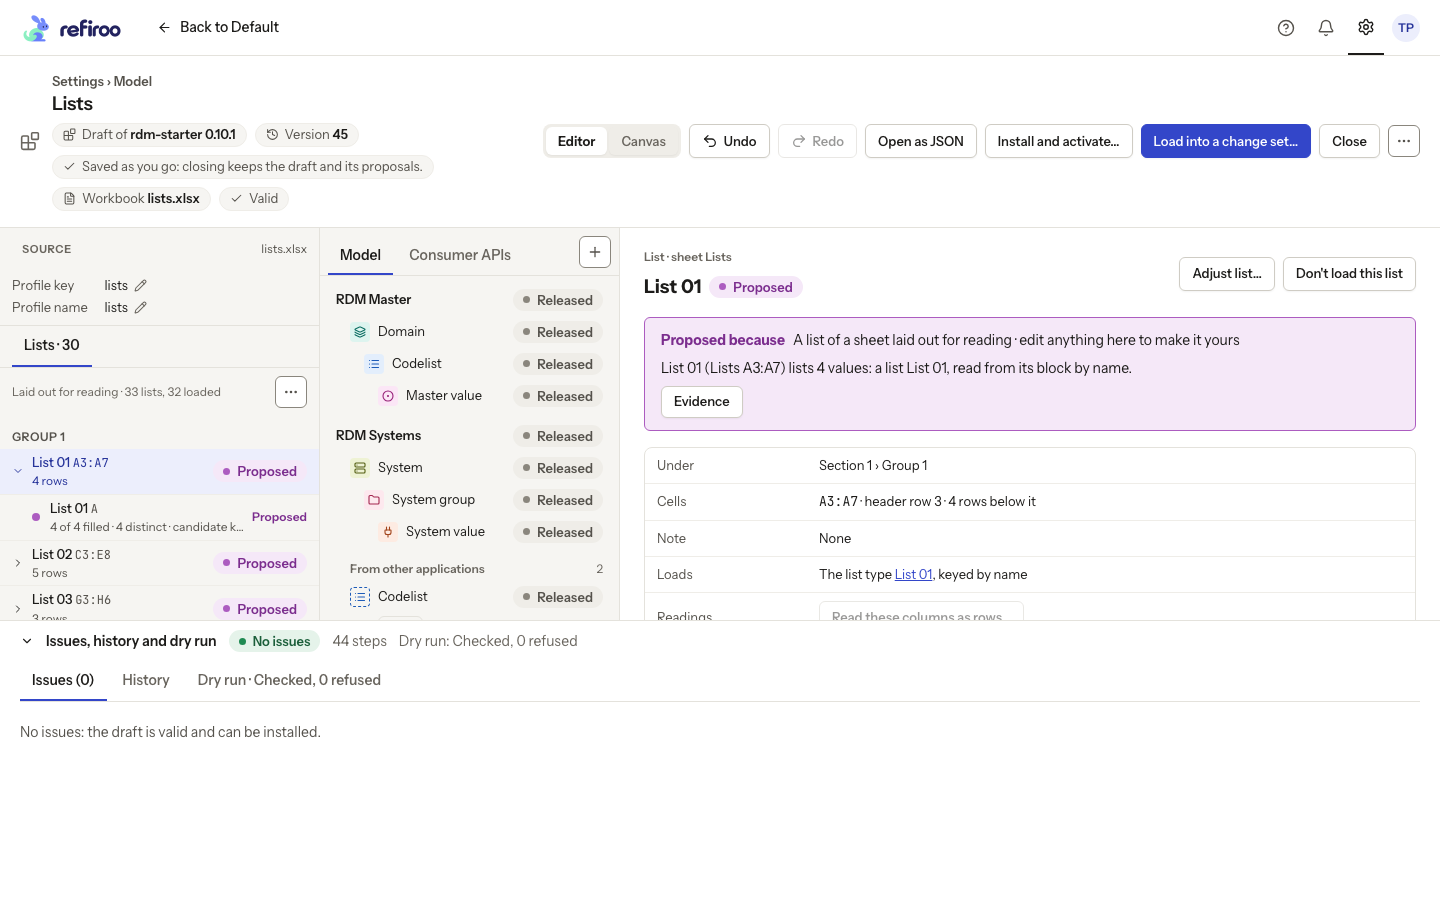 refiroo
Back to Default
TP
Settings › Model
Lists
Draft of rdm-starter 0.10.1
Version 45
Saved as you go: closing keeps the draft and its proposals.
Workbook lists.xlsx
Valid
Editor
Canvas
Undo
Redo
Open as JSON
Install and activate...
Load into a change set...
Close
SOURCE
lists.xlsx
Profile key lists
Profile name lists
Lists · 30
Laid out for reading · 33 lists, 32 loaded
GROUP 1
List 01 A3:A7
4 rows
Proposed
List 01 A
4 of 4 filled · 4 distinct · candidate k...
Proposed
List 02 C3:E8
5 rows
Proposed
List 03 G3:H6
3 rows
Proposed
Model
Consumer APIs
RDM Master Released
Domain Released
Codelist Released
Master value Released
RDM Systems Released
System Released
System group Released
System value Released
From other applications 2
Codelist Released
List · sheet Lists
List 01
Proposed
Adjust list...
Don't load this list
Proposed because A list of a sheet laid out for reading · edit anything here to make it yours
List 01 (Lists A3:A7) lists 4 values: a list List 01, read from its block by name.
Evidence
Under Section 1 › Group 1
Cells A3:A7 · header row 3 · 4 rows below it
Note None
Loads The list type List 01, keyed by name
Readings Read these columns as rows...
Issues, history and dry run
No issues
44 steps
Dry run: Checked, 0 refused
Issues (0)
History
Dry run · Checked, 0 refused
No issues: the draft is valid and can be installed.